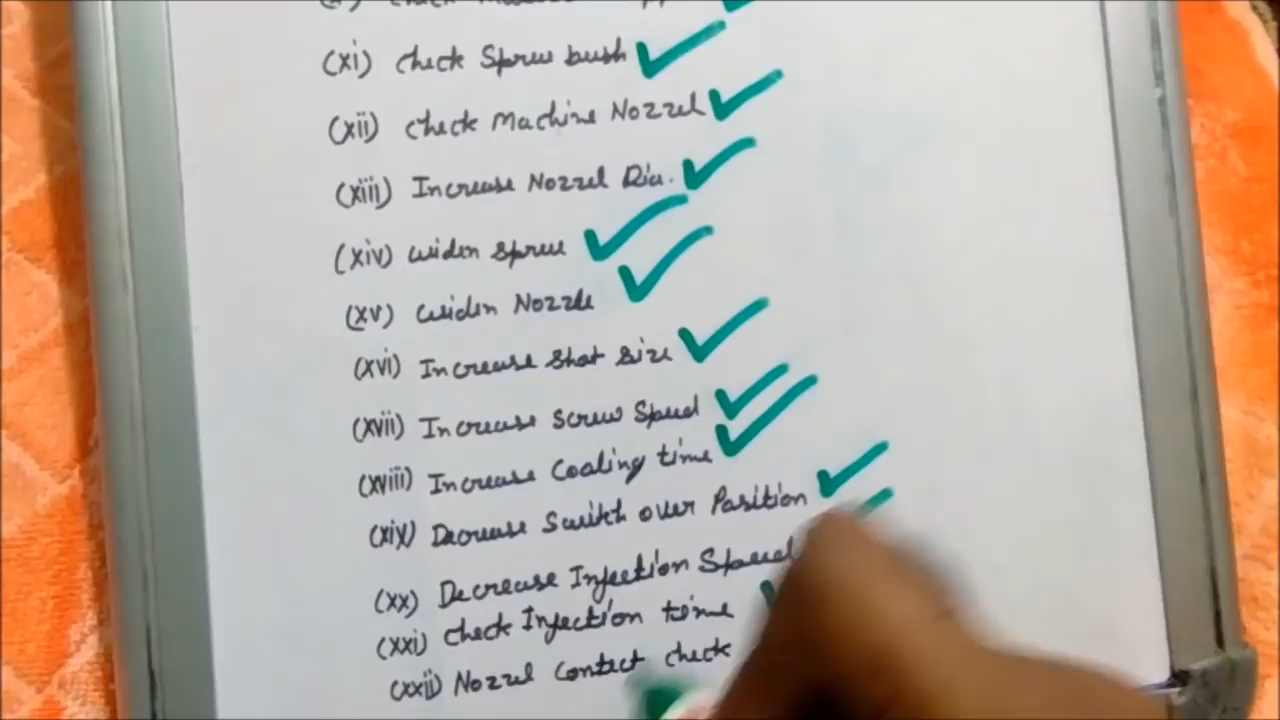 (xi) check Sprew bush
(xii) check Machine Nozzel
(xiii) Increase Nozzel Dia.
(xiv) widen sprue
(xv) widen Nozzle
(xvi) Increase shot size
(xvii) Increase Screw Speed
(xviii) Increase Cooling time
(xix) Decrease Switch over Position
(xx) Decrease Injection Speed
(xxi) check Injection time
(xxii) Nozzel Contect check